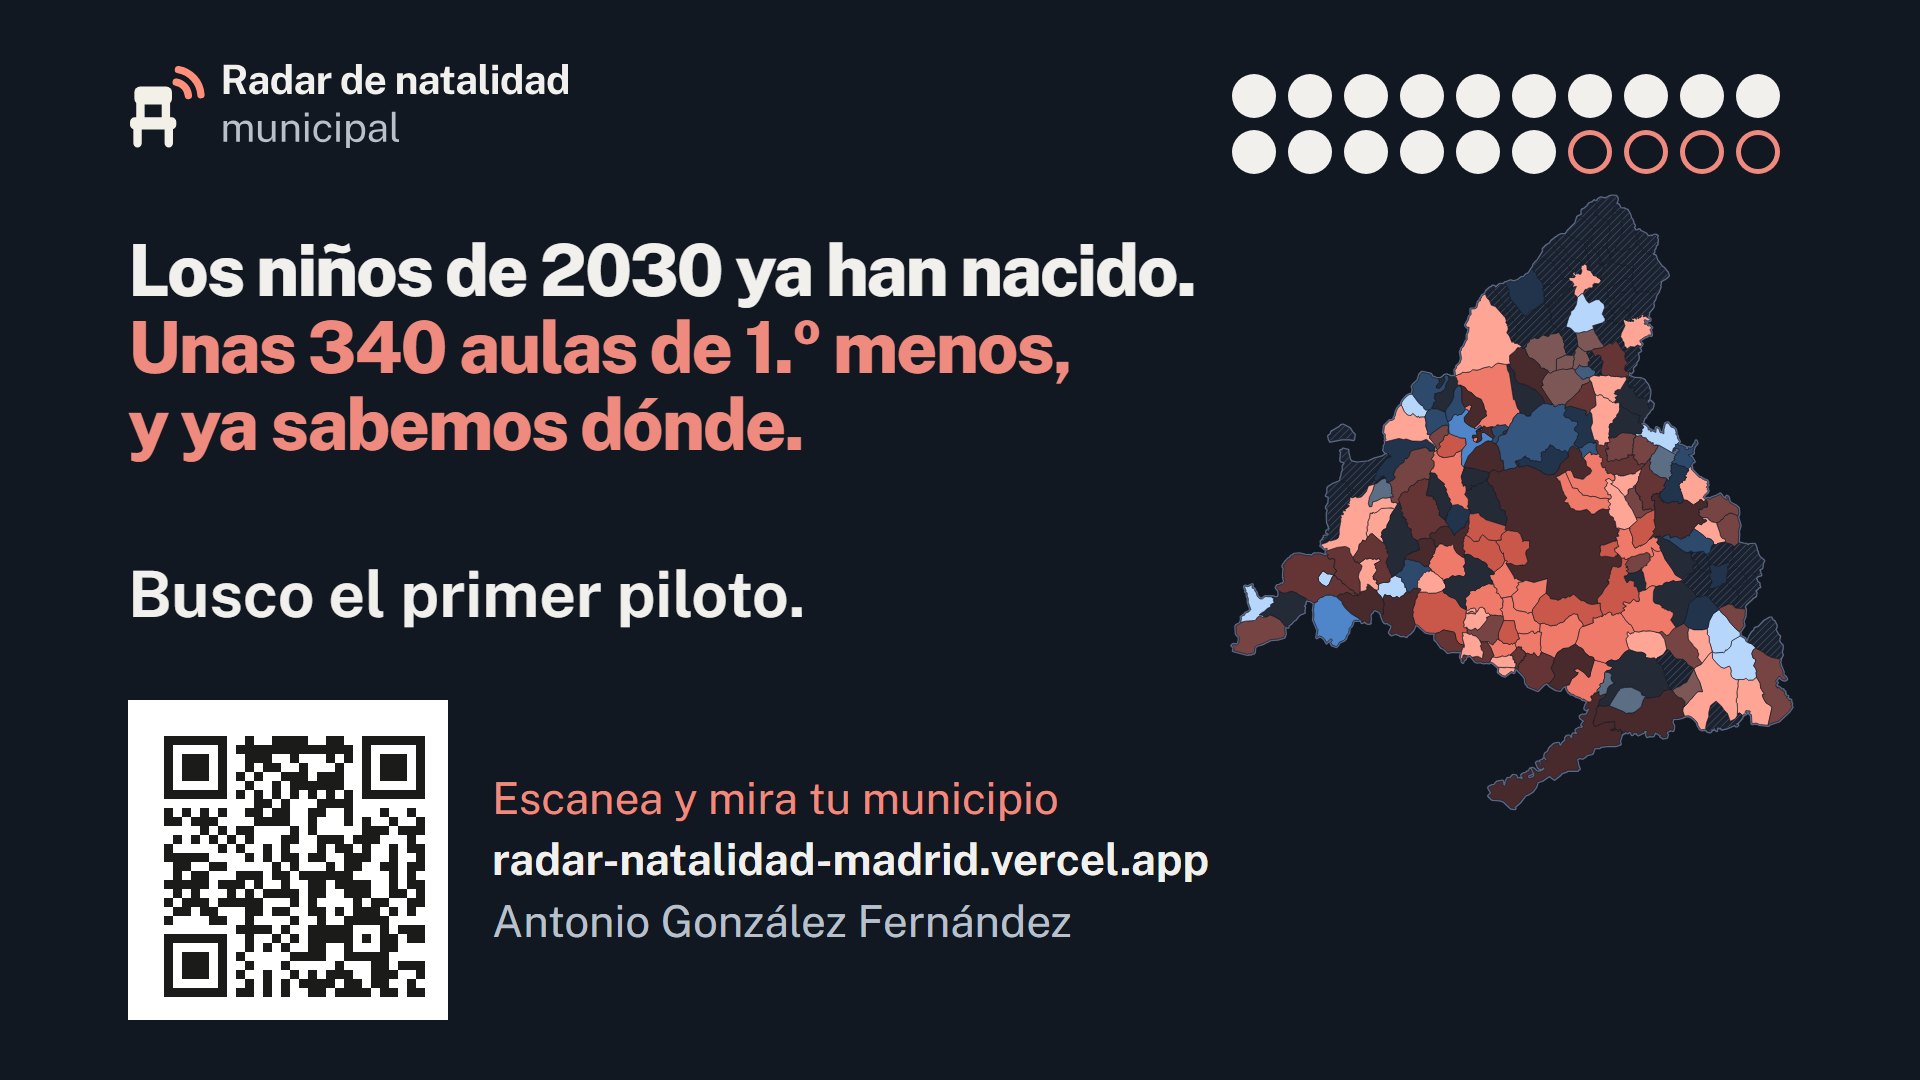 Radar de natalidad
municipal
Los niños de 2030 ya han nacido.
Unas 340 aulas de 1.º menos,
y ya sabemos dónde.
Busco el primer piloto.
Escanea y mira tu municipio
radar-natalidad-madrid.vercel.app
Antonio González Fernández